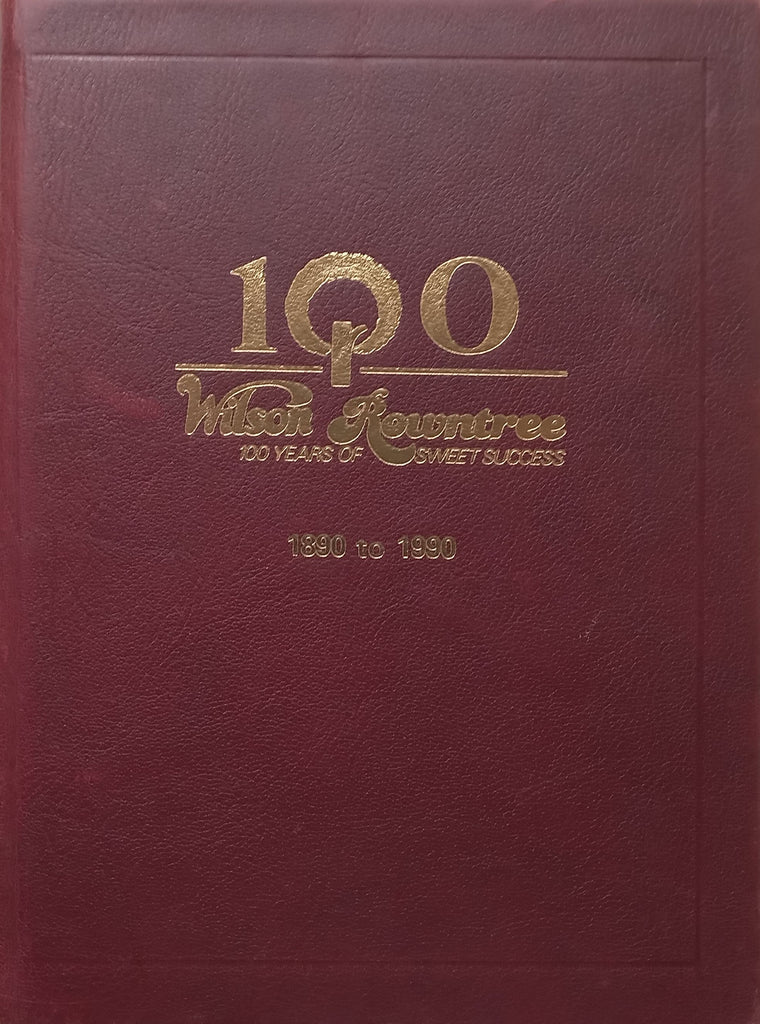 100
Wilson Rowntree
100 YEARS OF SWEET SUCCESS
1890 to 1990